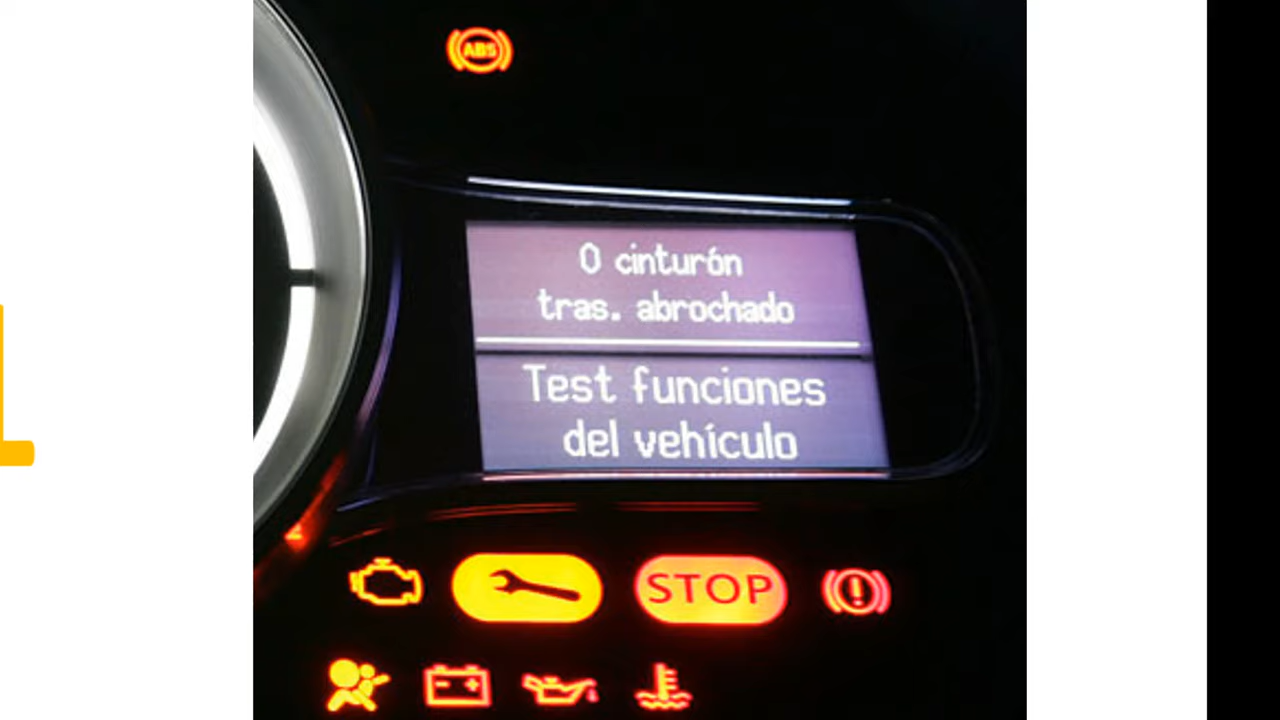 ABS
0 cinturón
tras. abrochado
Test funciones
del vehículo
STOP